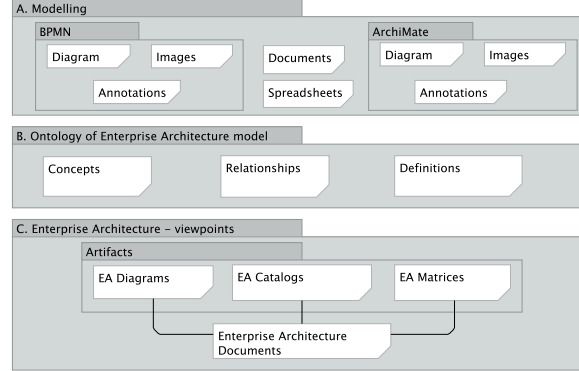 A. Modelling
BPMN
ArchiMate
Diagram
Images
Documents
Diagram
Images
Annotations
Spreadsheets
Annotations
B. Ontology of Enterprise Architecture model
Concepts
Relationships
Definitions
C. Enterprise Architecture – viewpoints
Artifacts
EA Diagrams
EA Catalogs
EA Matrices
Enterprise Architecture
Documents